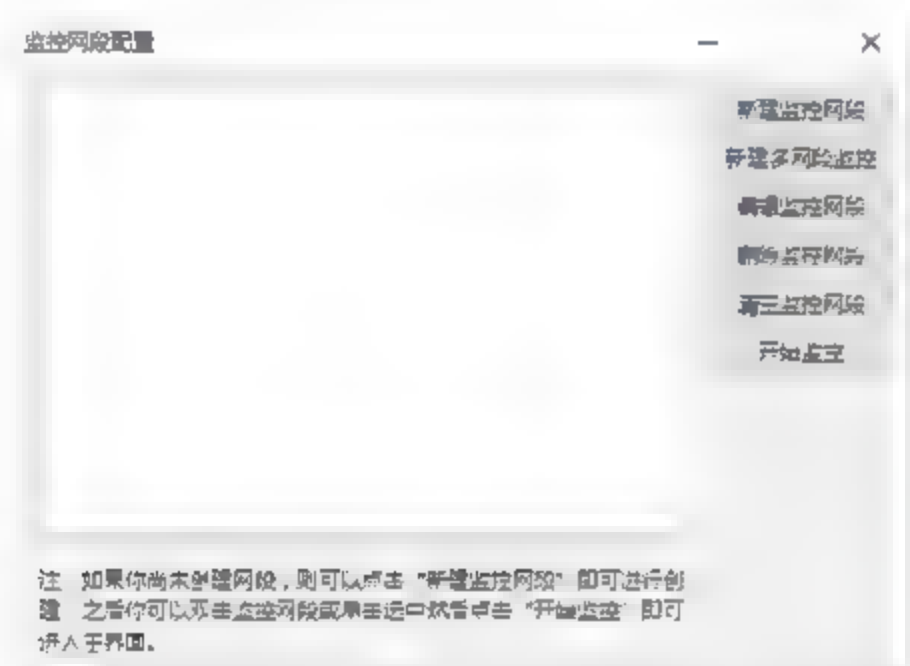 监控网段配置
新建监控网段
新建多网段监控
编辑监控网段
删除监控网段
监控网段
开始监控
注 如果你尚未创建网段，则可以点击 "新建监控网段" 即可进行创
建 之后你可以双击监控网段或单击选中然后点击 "开始监控" 即可
进入主界面。